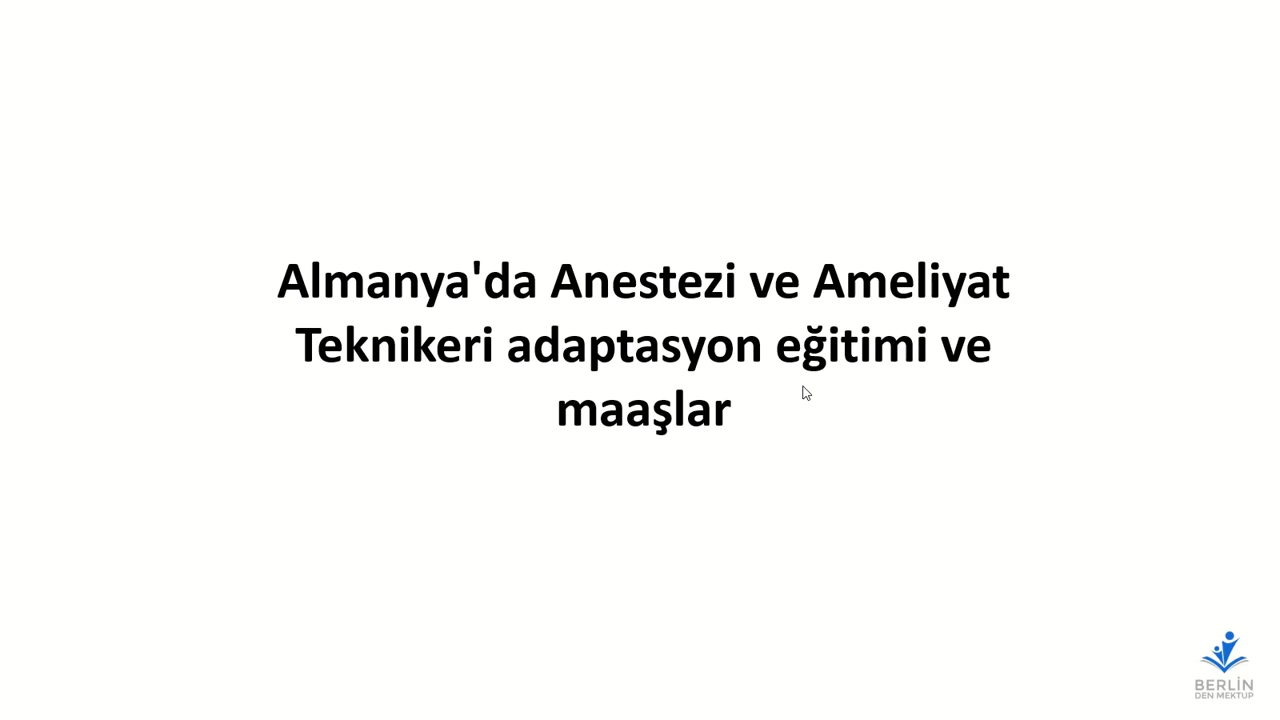 Almanya'da Anestezi ve Ameliyat
Teknikeri adaptasyon eğitimi ve
maaşlar
BERLİN
DEN MEKTUP